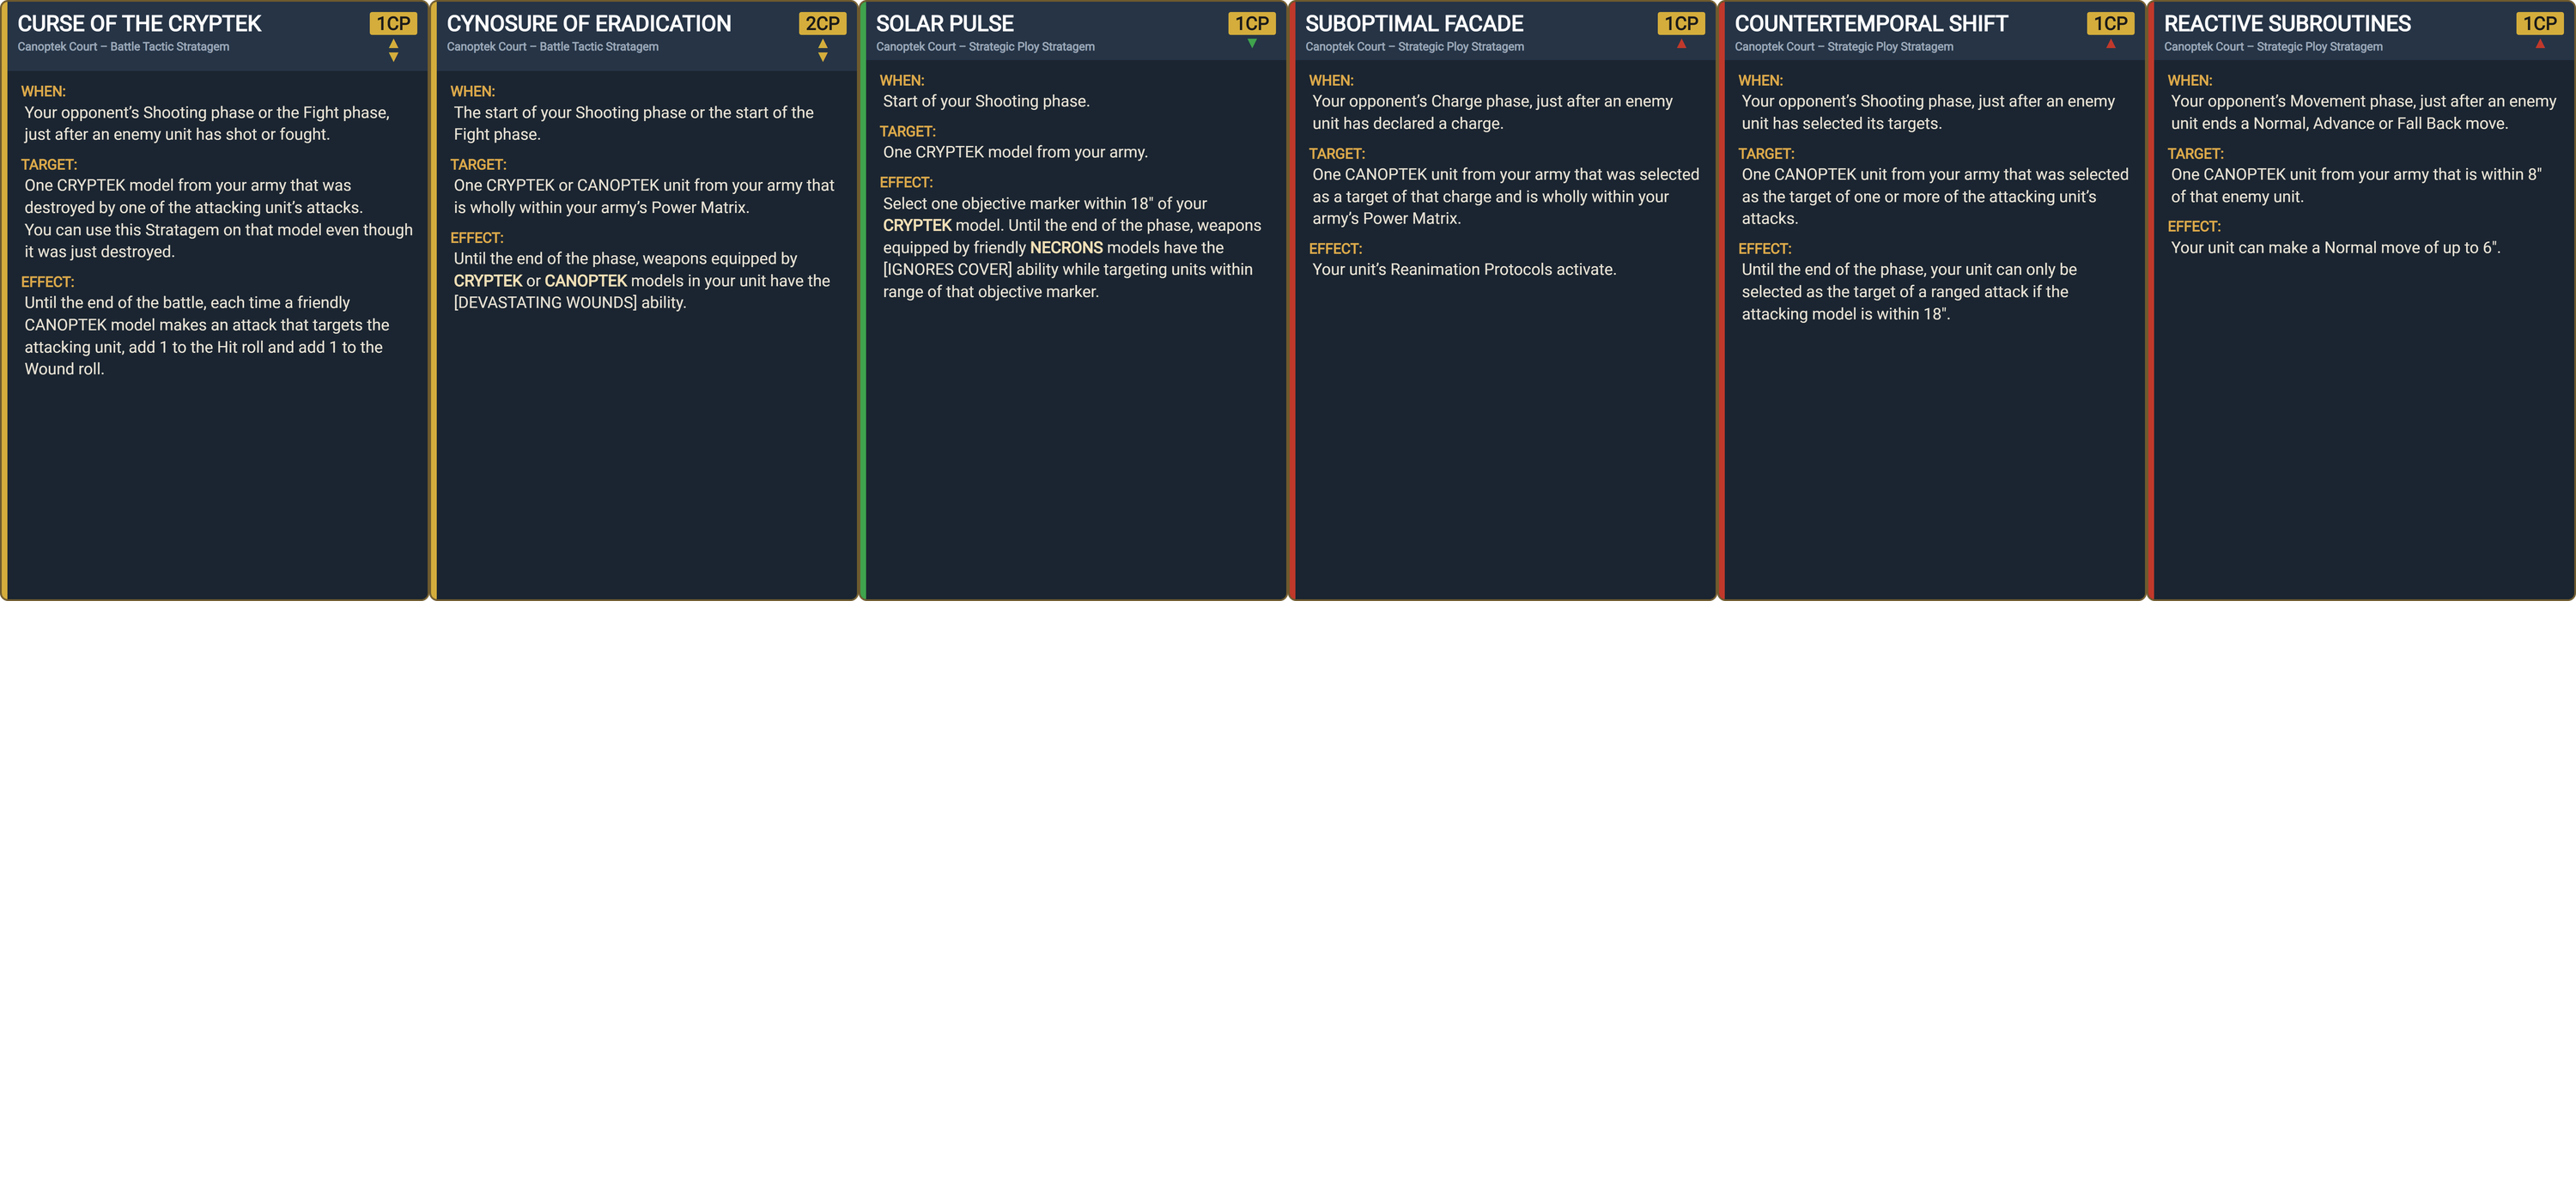 CURSE OF THE CRYPTEK
1CP
Canoptek Court – Battle Tactic Stratagem
WHEN:
Your opponent’s Shooting phase or the Fight phase,
just after an enemy unit has shot or fought.
TARGET:
One CRYPTEK model from your army that was
destroyed by one of the attacking unit’s attacks.
You can use this Stratagem on that model even though
it was just destroyed.
EFFECT:
Until the end of the battle, each time a friendly
CANOPTEK model makes an attack that targets the
attacking unit, add 1 to the Hit roll and add 1 to the
Wound roll.
CYNOSURE OF ERADICATION
2CP
Canoptek Court – Battle Tactic Stratagem
WHEN:
The start of your Shooting phase or the start of the
Fight phase.
TARGET:
One CRYPTEK or CANOPTEK unit from your army that
is wholly within your army’s Power Matrix.
EFFECT:
Until the end of the phase, weapons equipped by
CRYPTEK or CANOPTEK models in your unit have the
[DEVASTATING WOUNDS] ability.
SOLAR PULSE
1CP
Canoptek Court – Strategic Ploy Stratagem
WHEN:
Start of your Shooting phase.
TARGET:
One CRYPTEK model from your army.
EFFECT:
Select one objective marker within 18" of your
CRYPTEK model. Until the end of the phase, weapons
equipped by friendly NECRONS models have the
[IGNORES COVER] ability while targeting units within
range of that objective marker.
SUBOPTIMAL FACADE
1CP
Canoptek Court – Strategic Ploy Stratagem
WHEN:
Your opponent’s Charge phase, just after an enemy
unit has declared a charge.
TARGET:
One CANOPTEK unit from your army that was selected
as a target of that charge and is wholly within your
army’s Power Matrix.
EFFECT:
Your unit’s Reanimation Protocols activate.
COUNTERTEMPORAL SHIFT
1CP
Canoptek Court – Strategic Ploy Stratagem
WHEN:
Your opponent’s Shooting phase, just after an enemy
unit has selected its targets.
TARGET:
One CANOPTEK unit from your army that was selected
as the target of one or more of the attacking unit’s
attacks.
EFFECT:
Until the end of the phase, your unit can only be
selected as the target of a ranged attack if the
attacking model is within 18".
REACTIVE SUBROUTINES
1CP
Canoptek Court – Strategic Ploy Stratagem
WHEN:
Your opponent’s Movement phase, just after an enemy
unit ends a Normal, Advance or Fall Back move.
TARGET:
One CANOPTEK unit from your army that is within 8"
of that enemy unit.
EFFECT:
Your unit can make a Normal move of up to 6".